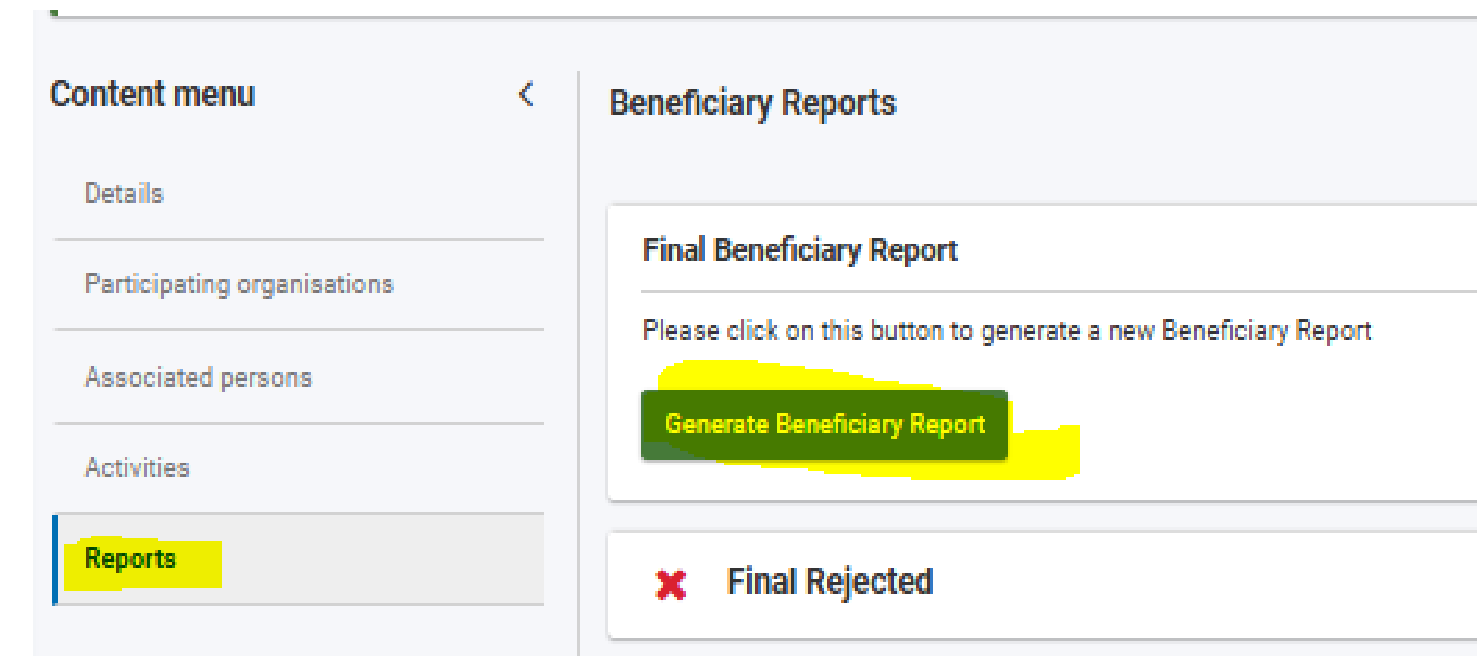 Content menu
Details
Participating organisations
Associated persons
Activities
Reports
Beneficiary Reports
Final Beneficiary Report
Please click on this button to generate a new Beneficiary Report
Generate Beneficiary Report
Final Rejected